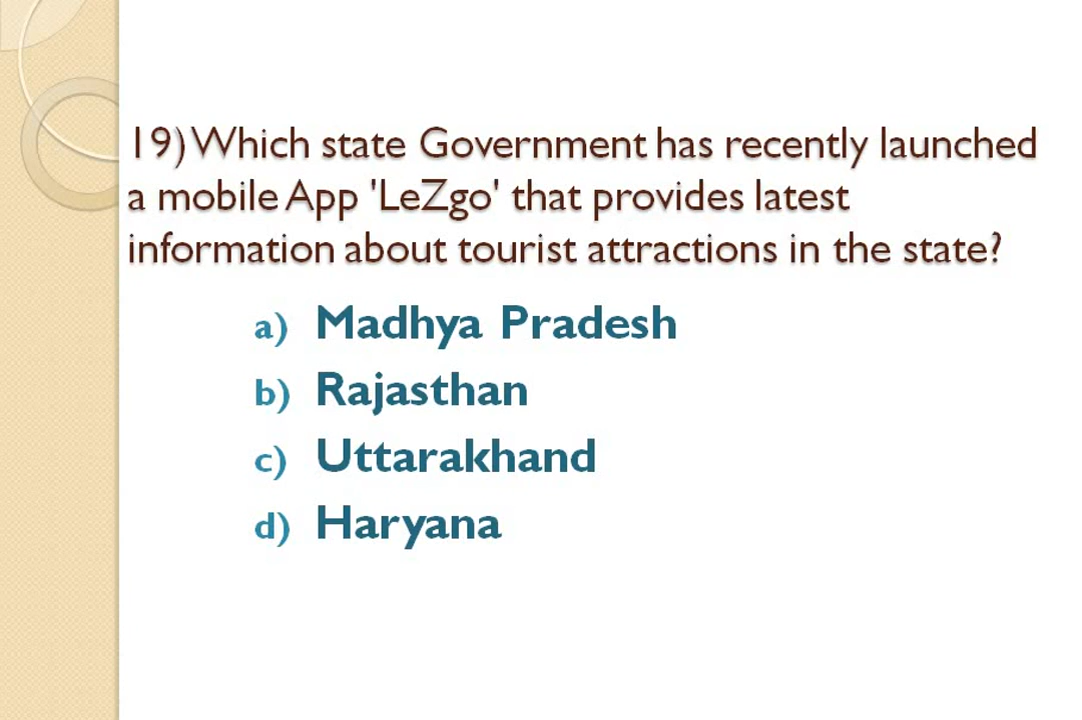 19) Which state Government has recently launched
a mobile App 'LeZgo' that provides latest
information about tourist attractions in the state?
a) Madhya Pradesh
b) Rajasthan
c) Uttarakhand
d) Haryana